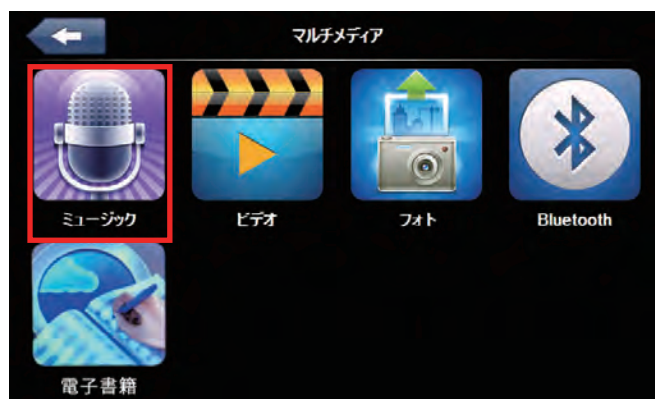 マルチメディア
ミュージック
ビデオ
フォト
Bluetooth
電子書籍